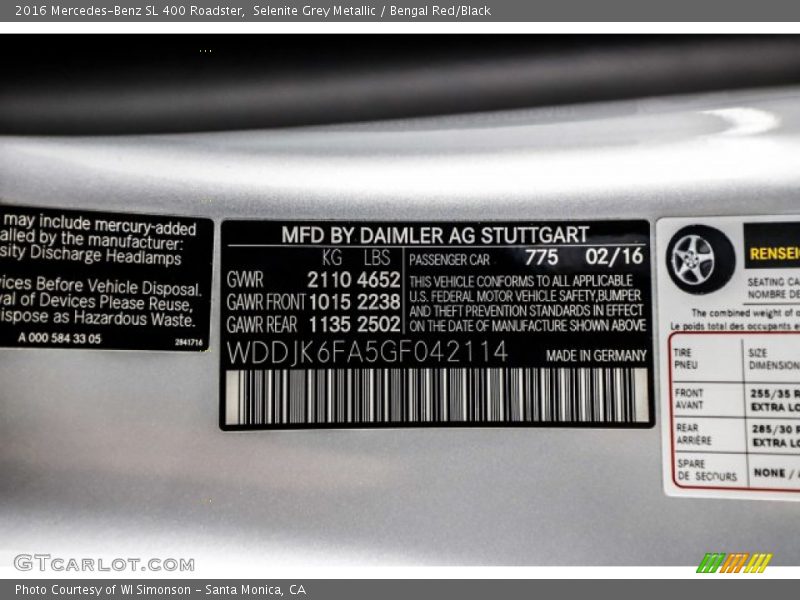 2016 Mercedes-Benz SL 400 Roadster, Selenite Grey Metallic / Bengal Red/Black
may include mercury-added
alled by the manufacturer:
sity Discharge Headlamps
vices Before Vehicle Disposal.
val of Devices Please Reuse,
ispose as Hazardous Waste.
A 000 584 33 05 2841716
MFD BY DAIMLER AG STUTTGART
KG LBS PASSENGER CAR 775 02/16
GWR 2110 4652
GAWR FRONT 1015 2238
GAWR REAR 1135 2502
THIS VEHICLE CONFORMS TO ALL APPLICABLE
U.S. FEDERAL MOTOR VEHICLE SAFETY,BUMPER
AND THEFT PREVENTION STANDARDS IN EFFECT
ON THE DATE OF MANUFACTURE SHOWN ABOVE
WDDJK6FA5GF042114 MADE IN GERMANY
RENSEI
SEATING CA
NOMBRE DE
The combined weight of o
Le poids total des occupants e
TIRE SIZE
PNEU DIMENSION
FRONT 255/35 R
AVANT EXTRA LO
REAR 285/30 R
ARRIÈRE EXTRA LO
SPARE
DE SECOURS NONE /
GTcarlot.com
Photo Courtesy of WI Simonson - Santa Monica, CA